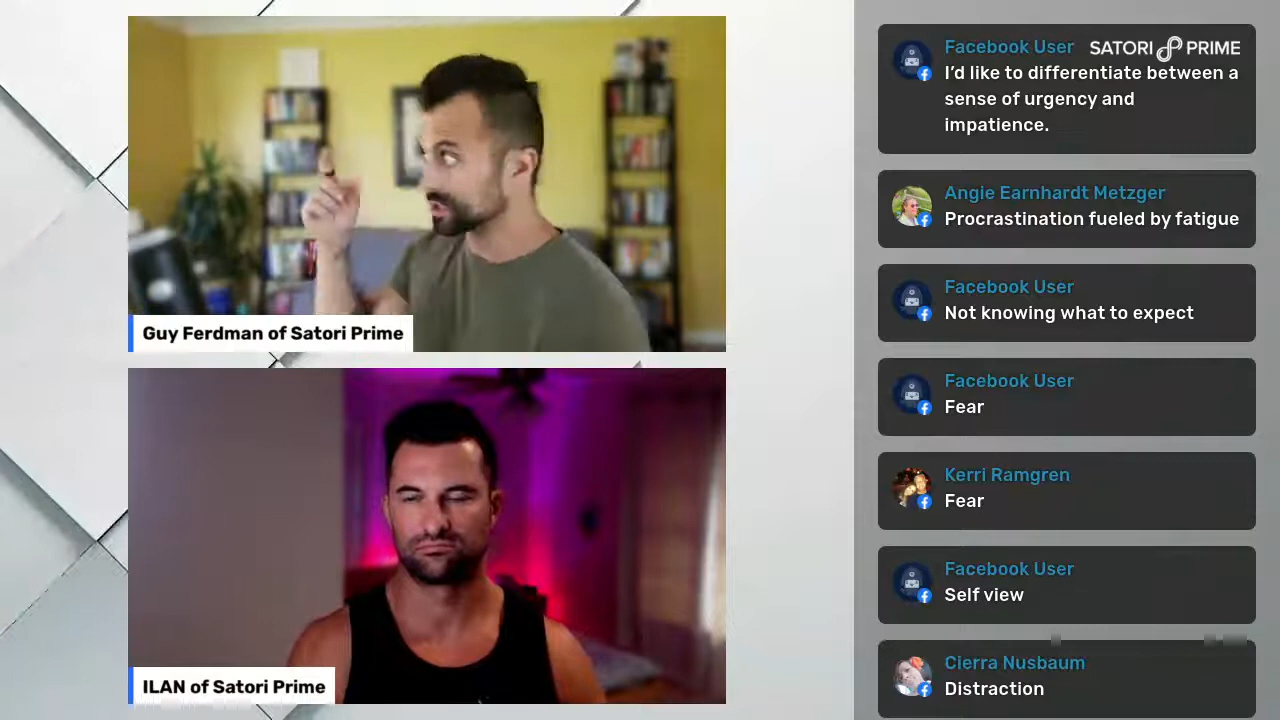 Guy Ferdman of Satori Prime
ILAN of Satori Prime
SATORI PRIME
Facebook User
I’d like to differentiate between a
sense of urgency and
impatience.
Angie Earnhardt Metzger
Procrastination fueled by fatigue
Facebook User
Not knowing what to expect
Facebook User
Fear
Kerri Ramgren
Fear
Facebook User
Self view
Cierra Nusbaum
Distraction